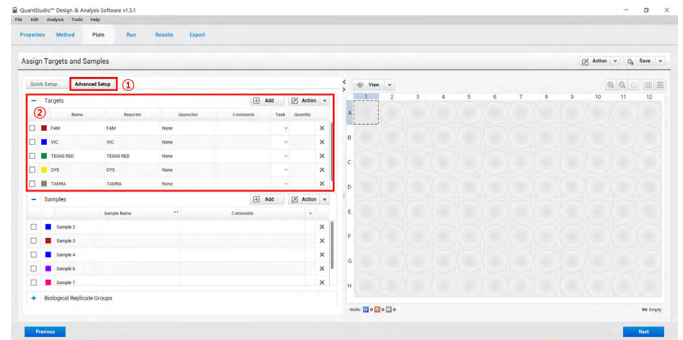 QuantStudio™ Design & Analysis Software v1.5.1
File Edit Analysis Tools Help
Properties Method Plate Run Results Export
Assign Targets and Samples Action Save
Quick Setup Advanced Setup ① View
Targets Add Action
② Name Reporter Quencher Comments Task Quantity
FAM FAM None
VIC VIC None
TEXAS RED TEXAS RED None
CY5 CY5 None
TAMRA TAMRA None
Samples Add Action
Sample Name Comments
Sample 2
Sample 3
Sample 4
Sample 6
Sample 7
Biological Replicate Groups
1 2 3 4 5 6 7 8 9 10 11 12
A
B
C
D
E
F
G
H
Wells: U 0 S 0 N 0 96 Empty
Previous Next